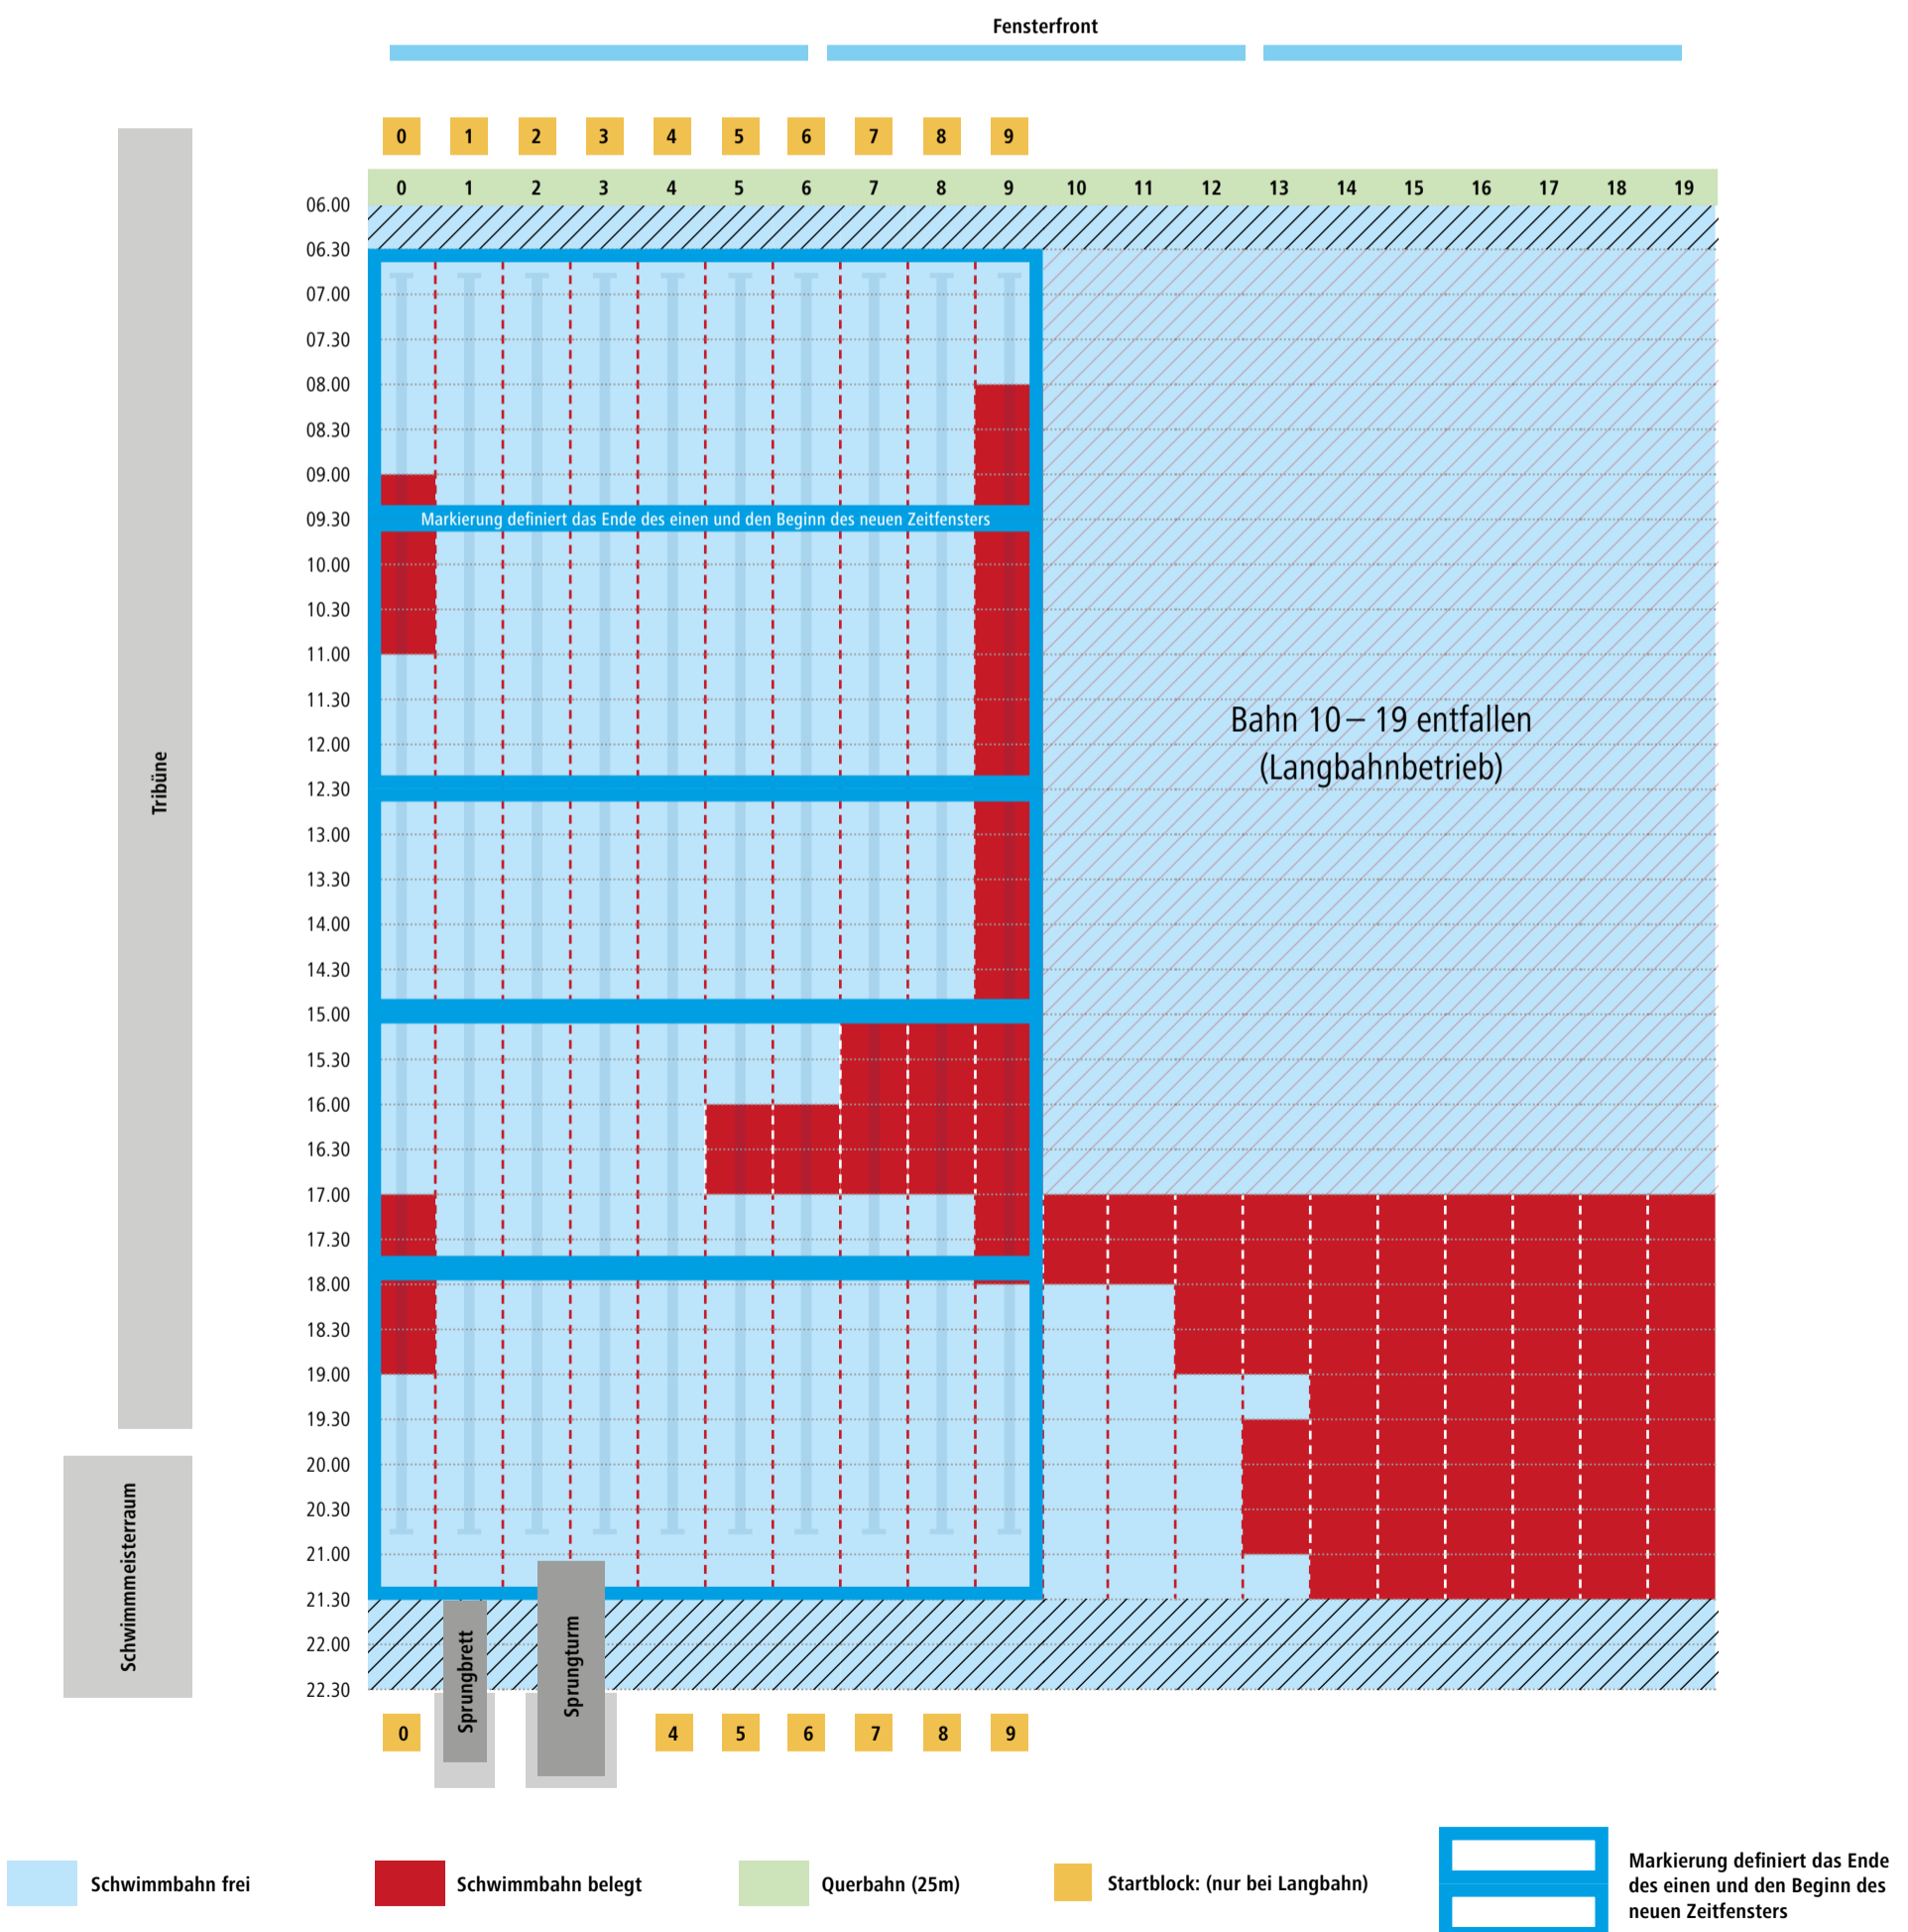 Fensterfront
0 1 2 3 4 5 6 7 8 9
0 1 2 3 4 5 6 7 8 9 10 11 12 13 14 15 16 17 18 19
06.00
06.30
07.00
07.30
08.00
08.30
09.00
09.30 Markierung definiert das Ende des einen und den Beginn des neuen Zeitfensters
10.00
10.30
11.00
11.30
Bahn 10 – 19 entfallen
12.00
(Langbahnbetrieb)
Tribüne
12.30
13.00
13.30
14.00
14.30
15.00
15.30
16.00
16.30
17.00
17.30
18.00
18.30
19.00
19.30
20.00
20.30
21.00
21.30
Schwimmmeisterraum
22.00
Sprungbrett
Sprungturm
22.30
0 4 5 6 7 8 9
Schwimmbahn frei
Schwimmbahn belegt
Querbahn (25m)
Startblock: (nur bei Langbahn)
Markierung definiert das Ende
des einen und den Beginn des
neuen Zeitfensters